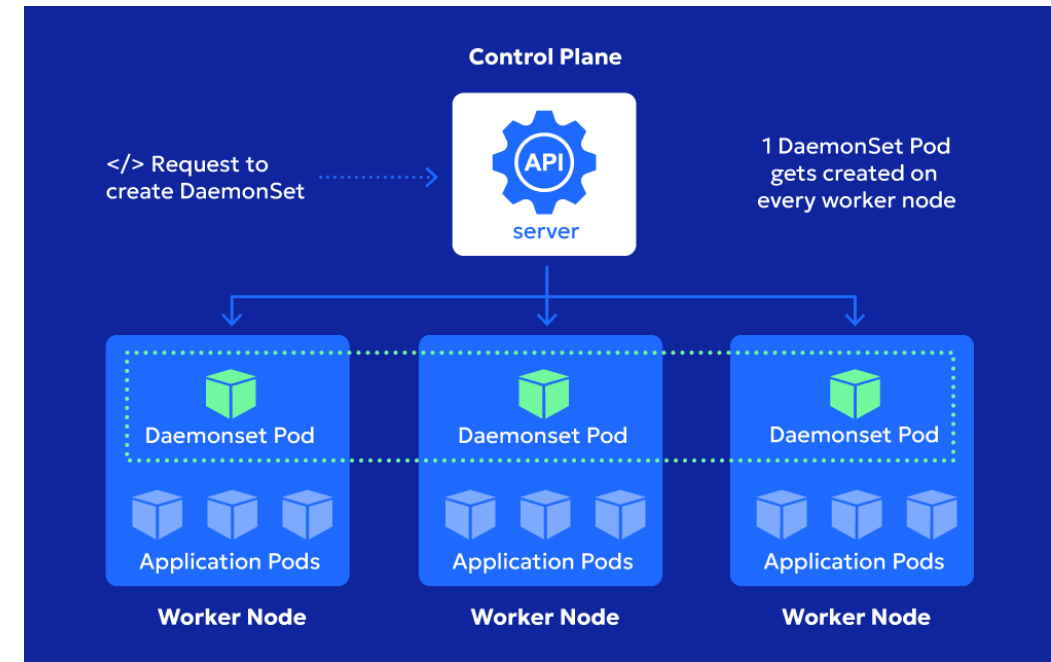 Control Plane
</> Request to
create DaemonSet
API
server
1 DaemonSet Pod
gets created on
every worker node
Daemonset Pod
Daemonset Pod
Daemonset Pod
Application Pods
Application Pods
Application Pods
Worker Node
Worker Node
Worker Node